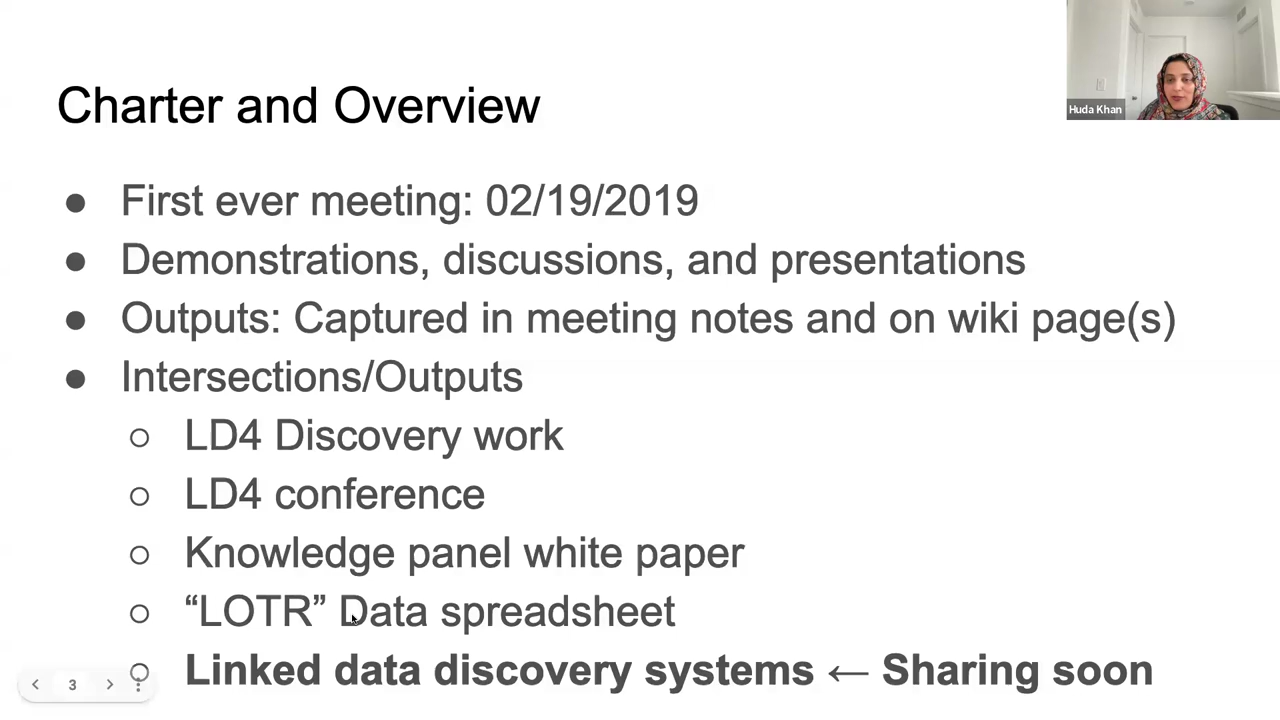 Huda Khan
Charter and Overview
● First ever meeting: 02/19/2019
● Demonstrations, discussions, and presentations
● Outputs: Captured in meeting notes and on wiki page(s)
● Intersections/Outputs
○ LD4 Discovery work
○ LD4 conference
○ Knowledge panel white paper
○ “LOTR” Data spreadsheet
○ Linked data discovery systems ← Sharing soon
3